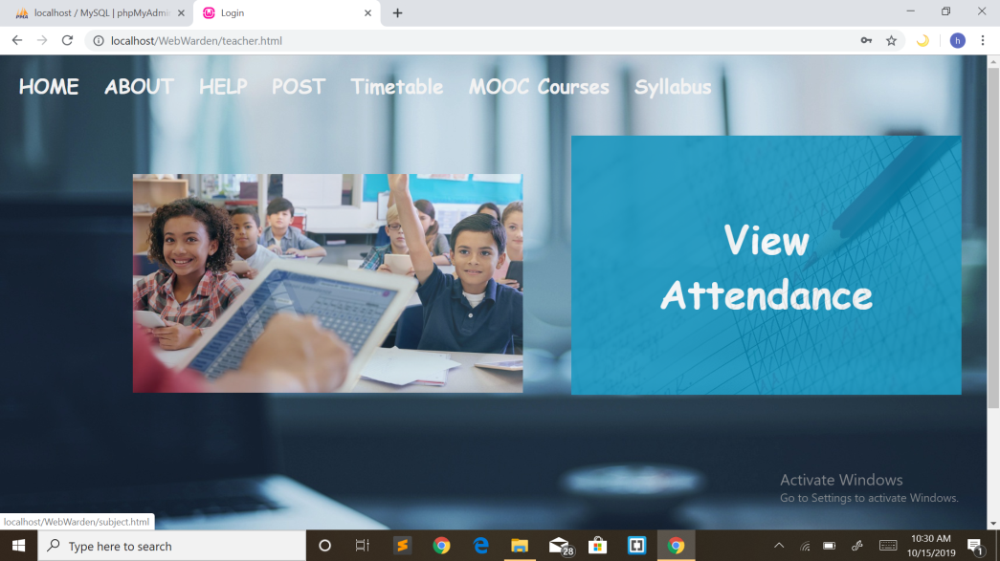 localhost / MySQL | phpMyAdmi
Login
localhost/WebWarden/teacher.html
h
HOME ABOUT HELP POST Timetable MOOC Courses Syllabus
View
Attendance
Activate Windows
Go to Settings to activate Windows.
localhost/WebWarden/subject.html
Type here to search
28
10:30 AM
10/15/2019
1